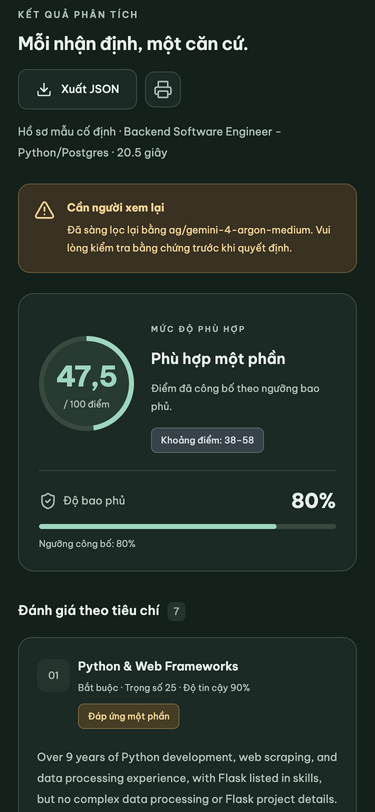 KẾT QUẢ PHÂN TÍCH
Mỗi nhận định, một căn cứ.
Xuất JSON
Hồ sơ mẫu cố định · Backend Software Engineer –
Python/Postgres · 20.5 giây
Cần người xem lại
Đã sàng lọc lại bằng ag/gemini-4-argon-medium. Vui
lòng kiểm tra bằng chứng trước khi quyết định.
MỨC ĐỘ PHÙ HỢP
47,5
/ 100 điểm
Phù hợp một phần
Điểm đã công bố theo ngưỡng bao
phủ.
Khoảng điểm: 38–58
Độ bao phủ
80%
Ngưỡng công bố: 80%
Đánh giá theo tiêu chí 7
01
Python & Web Frameworks
Bắt buộc · Trọng số 25 · Độ tin cậy 90%
Đáp ứng một phần
Over 9 years of Python development, web scraping, and
data processing experience, with Flask listed in skills,
but no complex data processing or Flask project details.